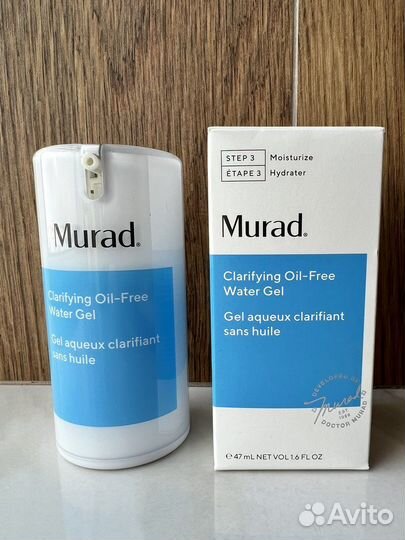 Murad.
Clarifying Oil-Free
Water Gel
Gel aqueux clarifiant
sans huile
STEP 3 Moisturize
ÉTAPE 3 Hydrater
Murad.
Clarifying Oil-Free
Water Gel
Gel aqueux clarifiant
sans huile
DEVELOPED BY
Murad
EST.
1989
DOCTOR MURAD
℮ 47 mL NET VOL 1.6 FL OZ
Avito